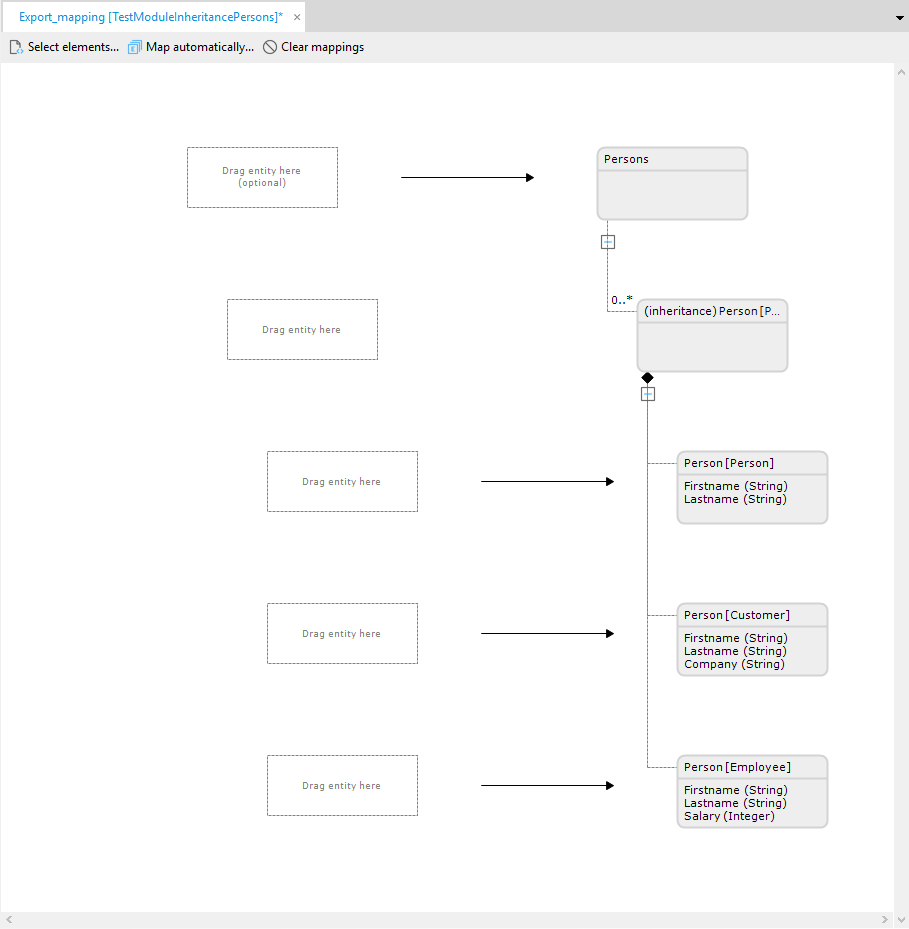 Export_mapping [TestModuleInheritancePersons]*
Select elements... Map automatically... Clear mappings
Drag entity here
(optional)
Persons
0..*
Drag entity here
(inheritance) Person [P...
Drag entity here
Person [Person]
Firstname (String)
Lastname (String)
Drag entity here
Person [Customer]
Firstname (String)
Lastname (String)
Company (String)
Drag entity here
Person [Employee]
Firstname (String)
Lastname (String)
Salary (Integer)